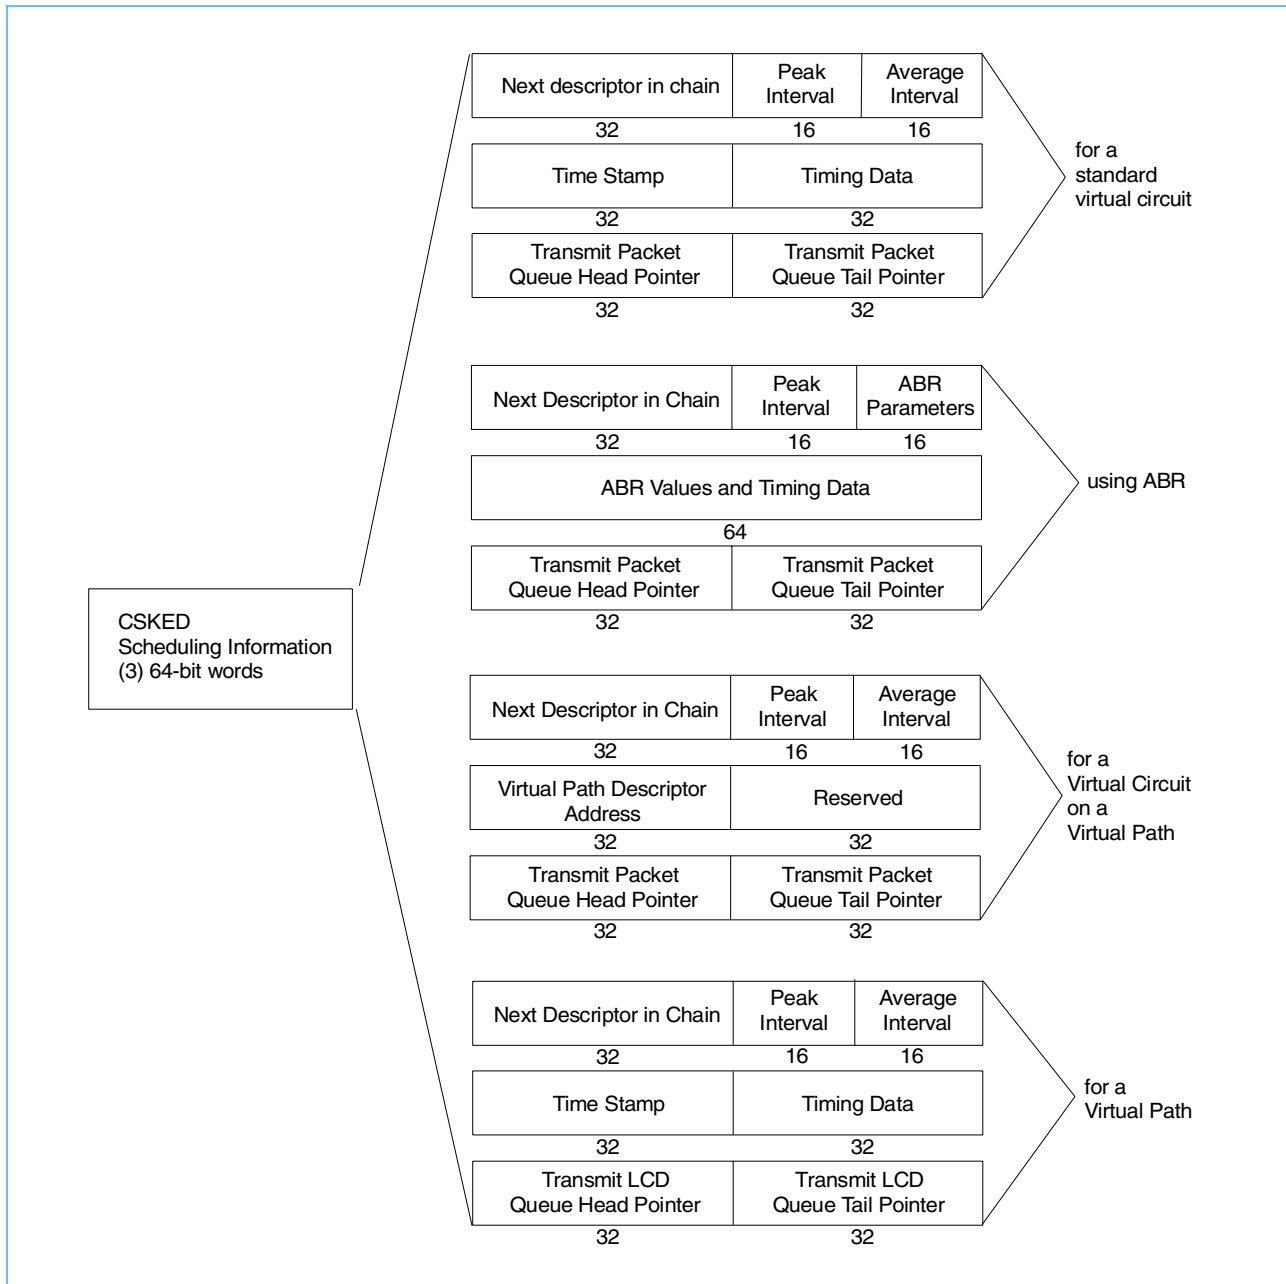 Next descriptor in chain
Peak
Interval
Average
Interval
32
16
16
Time Stamp
Timing Data
32
32
Transmit Packet
Queue Head Pointer
Transmit Packet
Queue Tail Pointer
32
32
for a
standard
virtual circuit
Next Descriptor in Chain
Peak
Interval
ABR
Parameters
32
16
16
ABR Values and Timing Data
64
Transmit Packet
Queue Head Pointer
Transmit Packet
Queue Tail Pointer
32
32
using ABR
CSKED
Scheduling Information
(3) 64-bit words
Next Descriptor in Chain
Peak
Interval
Average
Interval
32
16
16
Virtual Path Descriptor
Address
Reserved
32
32
Transmit Packet
Queue Head Pointer
Transmit Packet
Queue Tail Pointer
32
32
for a
Virtual Circuit
on a
Virtual Path
Next Descriptor in Chain
Peak
Interval
Average
Interval
32
16
16
Time Stamp
Timing Data
32
32
Transmit LCD
Queue Head Pointer
Transmit LCD
Queue Tail Pointer
32
32
for a
Virtual Path